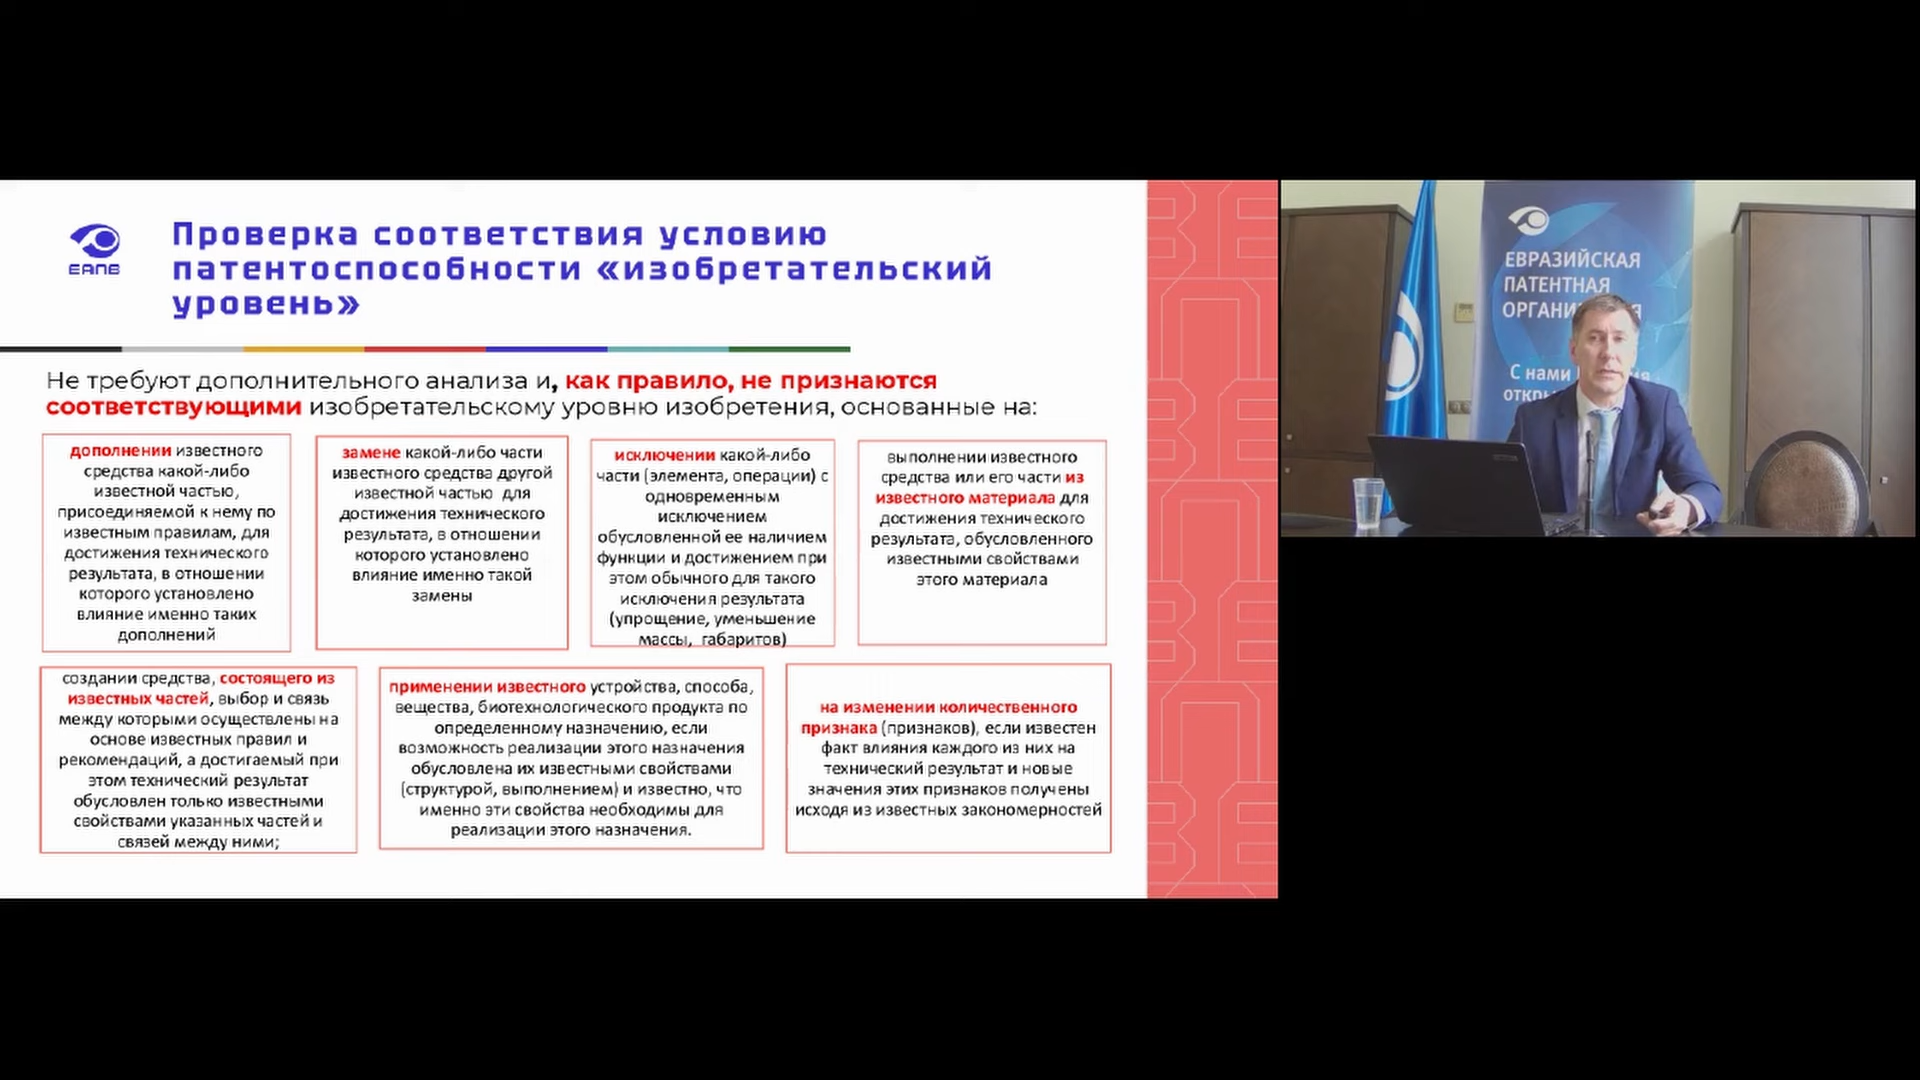 ЕАПВ
Проверка соответствия условию
патентоспособности «изобретательский
уровень»
Не требуют дополнительного анализа и, как правило, не признаются
соответствующими изобретательскому уровню изобретения, основанные на:
дополнении известного
средства какой-либо
известной частью,
присоединяемой к нему по
известным правилам, для
достижения технического
результата, в отношении
которого установлено
влияние именно таких
дополнений
замене какой-либо части
известного средства другой
известной частью для
достижения технического
результата, в отношении
которого установлено
влияние именно такой
замены
исключении какой-либо
части (элемента, операции) с
одновременным
исключением
обусловленной ее наличием
функции и достижением при
этом обычного для такого
исключения результата
(упрощение, уменьшение
массы, габаритов)
выполнении известного
средства или его части из
известного материала для
достижения технического
результата, обусловленного
известными свойствами
этого материала
создании средства, состоящего из
известных частей, выбор и связь
между которыми осуществлены на
основе известных правил и
рекомендаций, а достигаемый при
этом технический результат
обусловлен только известными
свойствами указанных частей и
связей между ними;
применении известного устройства, способа,
вещества, биотехнологического продукта по
определенному назначению, если
возможность реализации этого назначения
обусловлена их известными свойствами
(структурой, выполнением) и известно, что
именно эти свойства необходимы для
реализации этого назначения.
на изменении количественного
признака (признаков), если известен
факт влияния каждого из них на
технический результат и новые
значения этих признаков получены
исходя из известных закономерностей
ЕВРАЗИЙСКАЯ
ПАТЕНТНАЯ
С нами